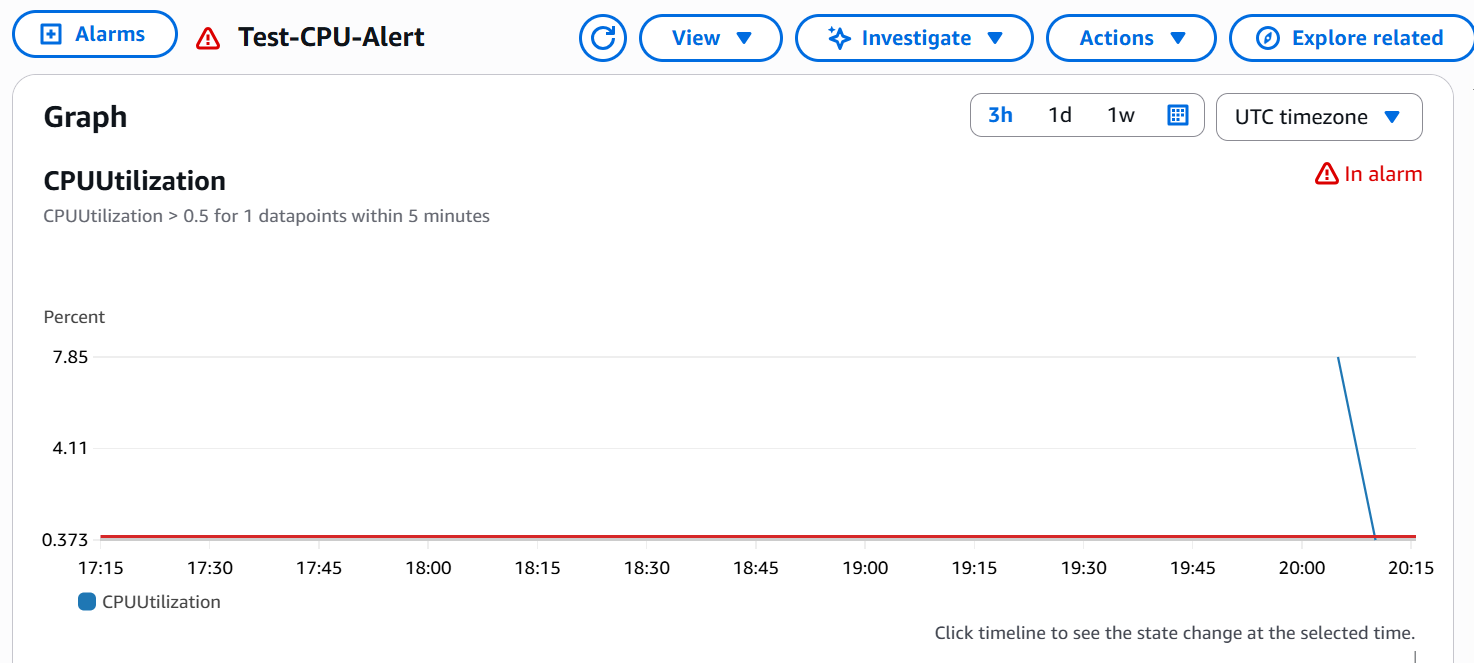 Alarms
Test-CPU-Alert
View
Investigate
Actions
Explore related
Graph
3h 1d 1w
UTC timezone
CPUUtilization
In alarm
CPUUtilization > 0.5 for 1 datapoints within 5 minutes
Percent
7.85
4.11
0.373
17:15 17:30 17:45 18:00 18:15 18:30 18:45 19:00 19:15 19:30 19:45 20:00 20:15
CPUUtilization
Click timeline to see the state change at the selected time.